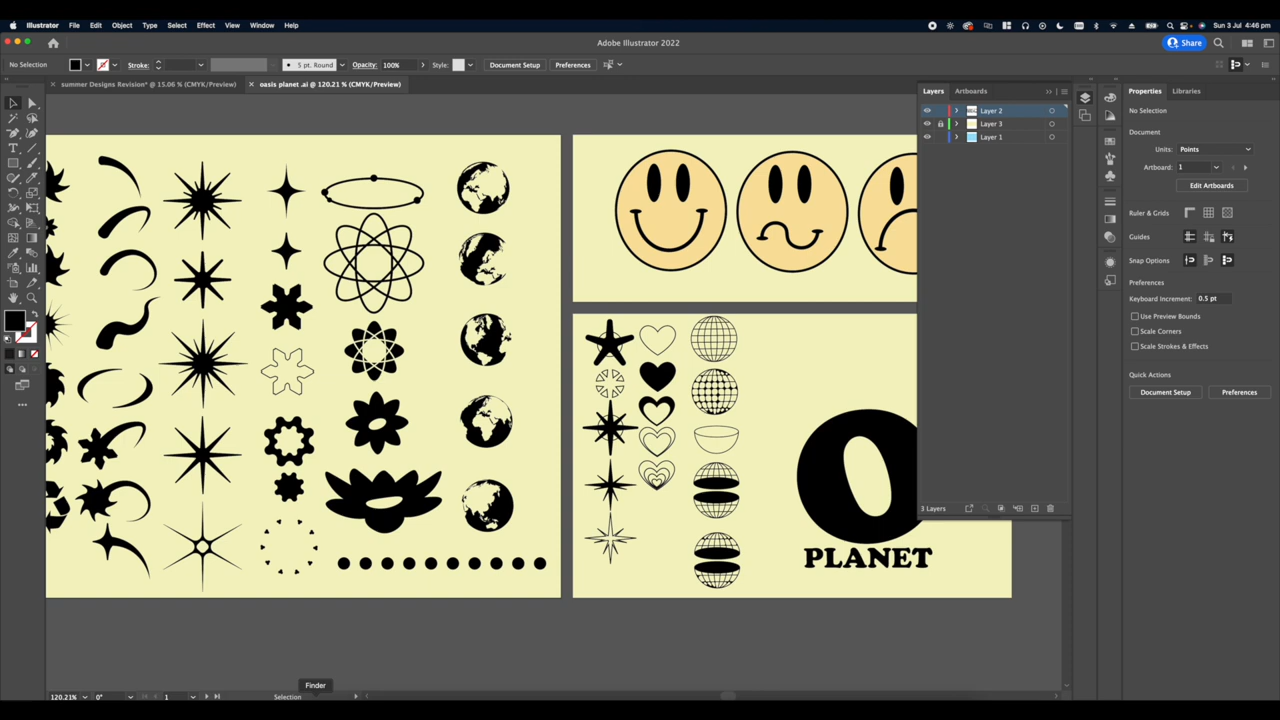 Illustrator File Edit Object Type Select Effect View Window Help
Sun 3 Jul 4:46 pm
Adobe Illustrator 2022
Share
No Selection
Stroke:
5 pt. Round
Opacity: 100%
Style:
Document Setup
Preferences
× summer Designs Revision* @ 15.06 % (CMYK/Preview)
× oasis planet .ai @ 120.21 % (CMYK/Preview)
Layers Artboards
Layer 2
Layer 3
Layer 1
3 Layers
Properties Libraries
No Selection
Document
Units: Points
Artboard: 1
Edit Artboards
Ruler & Grids
Guides
Snap Options
Preferences
Keyboard Increment: 0.5 pt
Use Preview Bounds
Scale Corners
Scale Strokes & Effects
Quick Actions
Document Setup
Preferences
O
PLANET
Finder
120.21% 0° 1 Selection